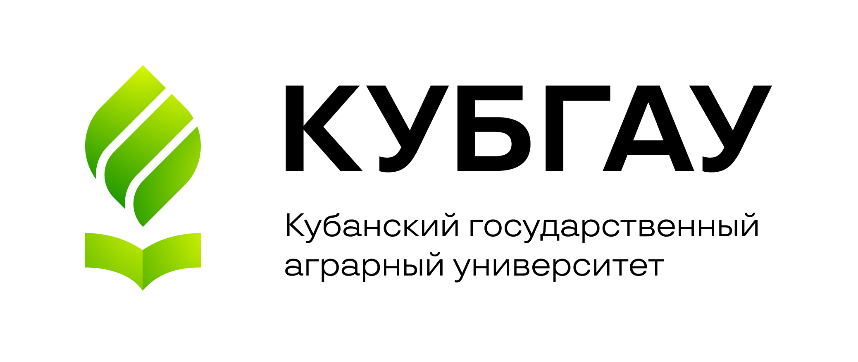 КУБГАУ
Кубанский государственный
аграрный университет